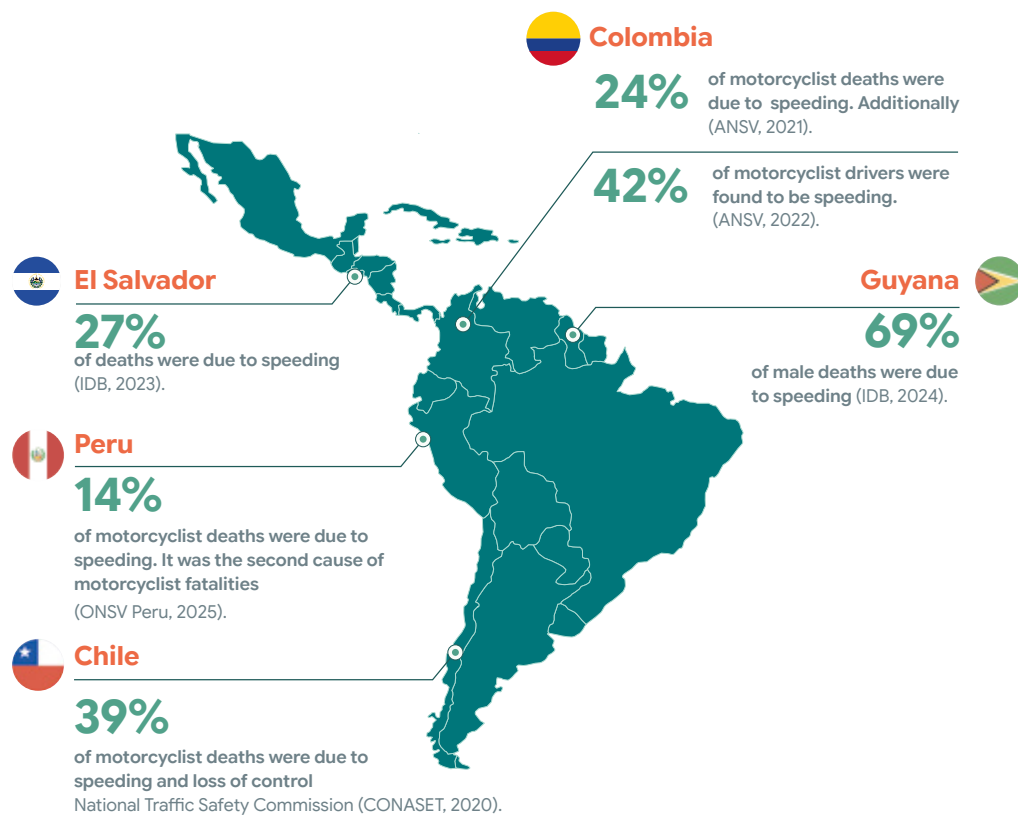 Colombia
24%
of motorcyclist deaths were
due to speeding. Additionally
(ANSV, 2021).
42%
of motorcyclist drivers were
found to be speeding.
(ANSV, 2022).
El Salvador
27%
of deaths were due to speeding
(IDB, 2023).
Guyana
69%
of male deaths were due
to speeding (IDB, 2024).
Peru
14%
of motorcyclist deaths were due to
speeding. It was the second cause of
motorcyclist fatalities
(ONSV Peru, 2025).
Chile
39%
of motorcyclist deaths were due to
speeding and loss of control
National Traffic Safety Commission (CONASET, 2020).